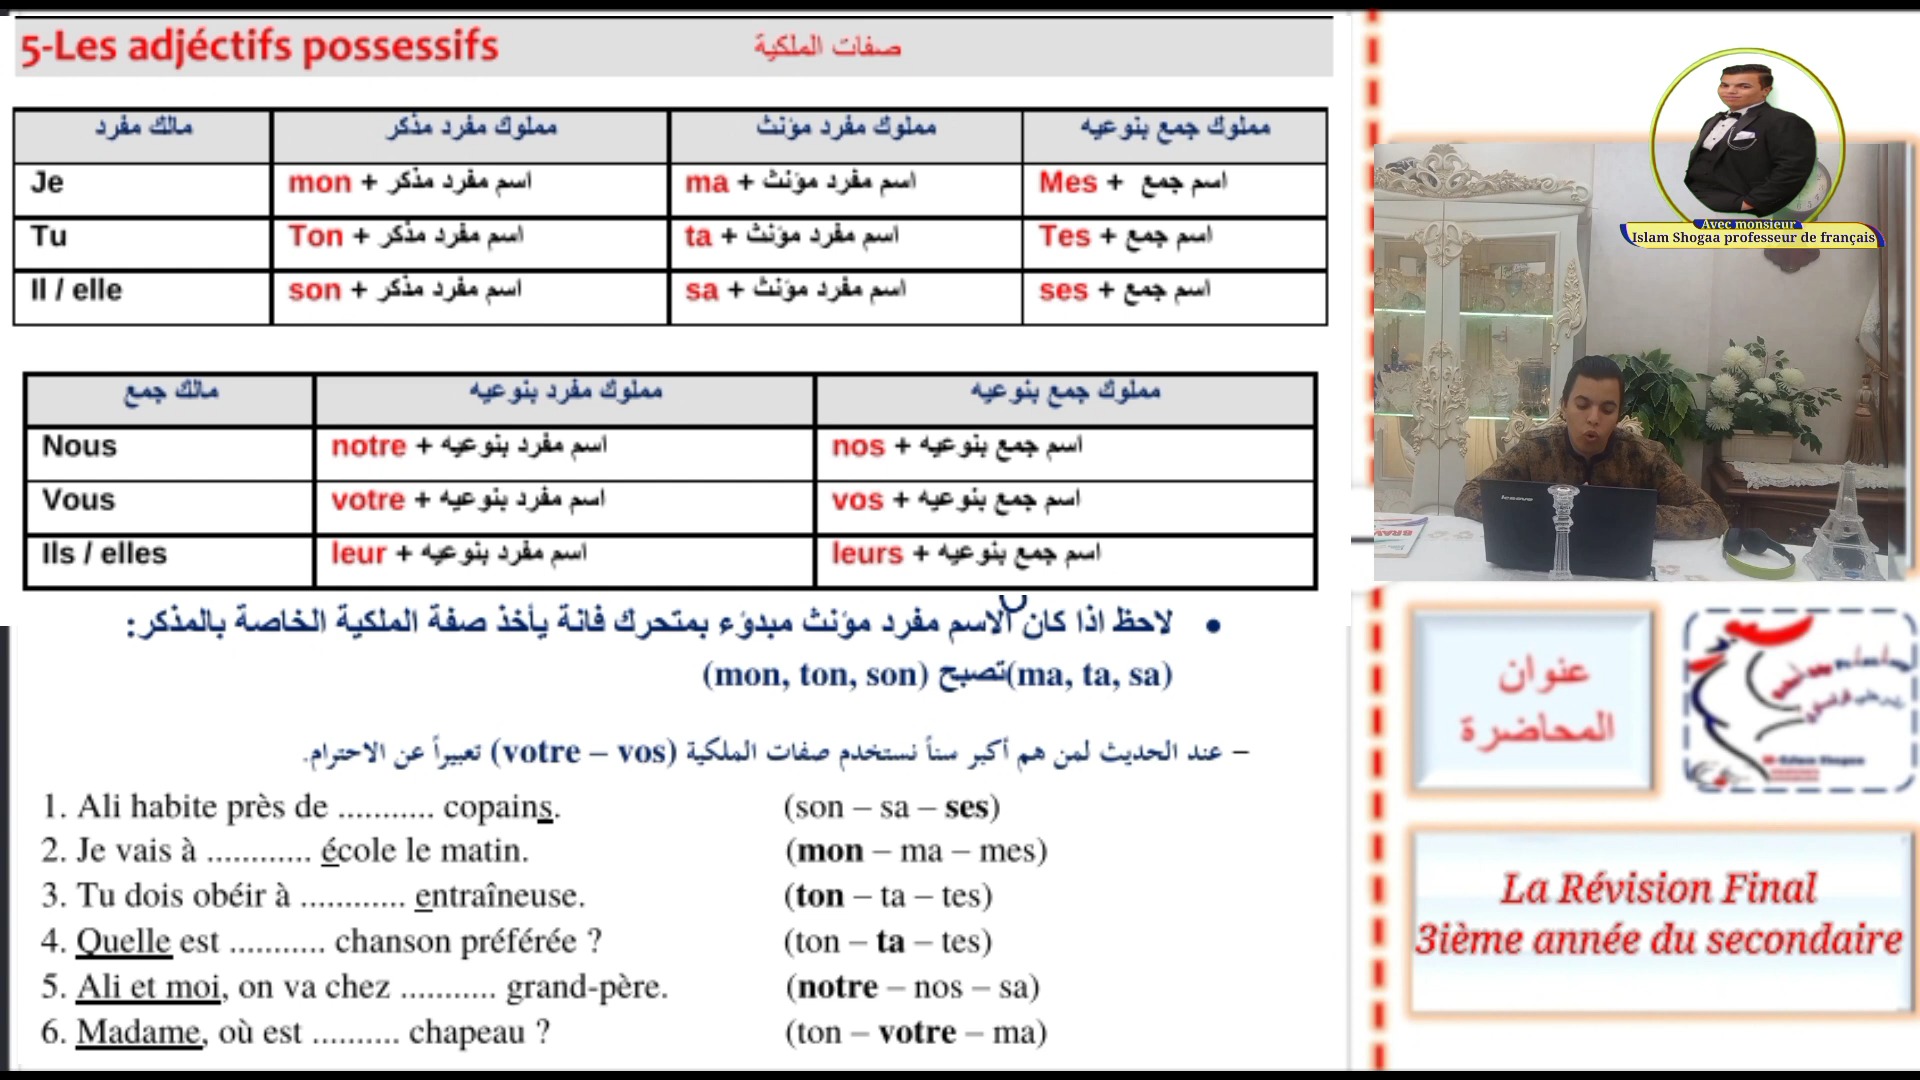 5-Les adjéctifs possessifs صفات الملكية
مالك مفرد مملوك مفرد مذكر مملوك مفرد مؤنث مملوك جمع بنوعيه
Je mon + اسم مفرد مذكر ma + اسم مفرد مؤنث Mes + اسم جمع
Tu Ton + اسم مفرد مذكر ta + اسم مفرد مؤنث Tes + اسم جمع
Il / elle son + اسم مفرد مذكر sa + اسم مفرد مؤنث ses + اسم جمع
مالك جمع مملوك مفرد بنوعيه مملوك جمع بنوعيه
Nous notre + اسم مفرد بنوعيه nos + اسم جمع بنوعيه
Vous votre + اسم مفرد بنوعيه vos + اسم جمع بنوعيه
Ils / elles leur + اسم مفرد بنوعيه leurs + اسم جمع بنوعيه
• لاحظ اذا كان الاسم مفرد مؤنث مبدوء بمتحرك فانة يأخذ صفة الملكية الخاصة بالمذكر:
(ma, ta, sa)تصبح (mon, ton, son)
– عند الحديث لمن هم أكبر سناً نستخدم صفات الملكية (votre – vos) تعبيراً عن الاحترام.
1. Ali habite près de ........... copains. (son – sa – ses)
2. Je vais à ............ école le matin. (mon – ma – mes)
3. Tu dois obéir à ............ entraîneuse. (ton – ta – tes)
4. Quelle est ........... chanson préférée ? (ton – ta – tes)
5. Ali et moi, on va chez ........... grand-père. (notre – nos – sa)
6. Madame, où est .......... chapeau ? (ton – votre – ma)
Avec monsieur
Islam Shogaa professeur de français
lenovo
عنوان
المحاضرة
La Révision Final
3ième année du secondaire